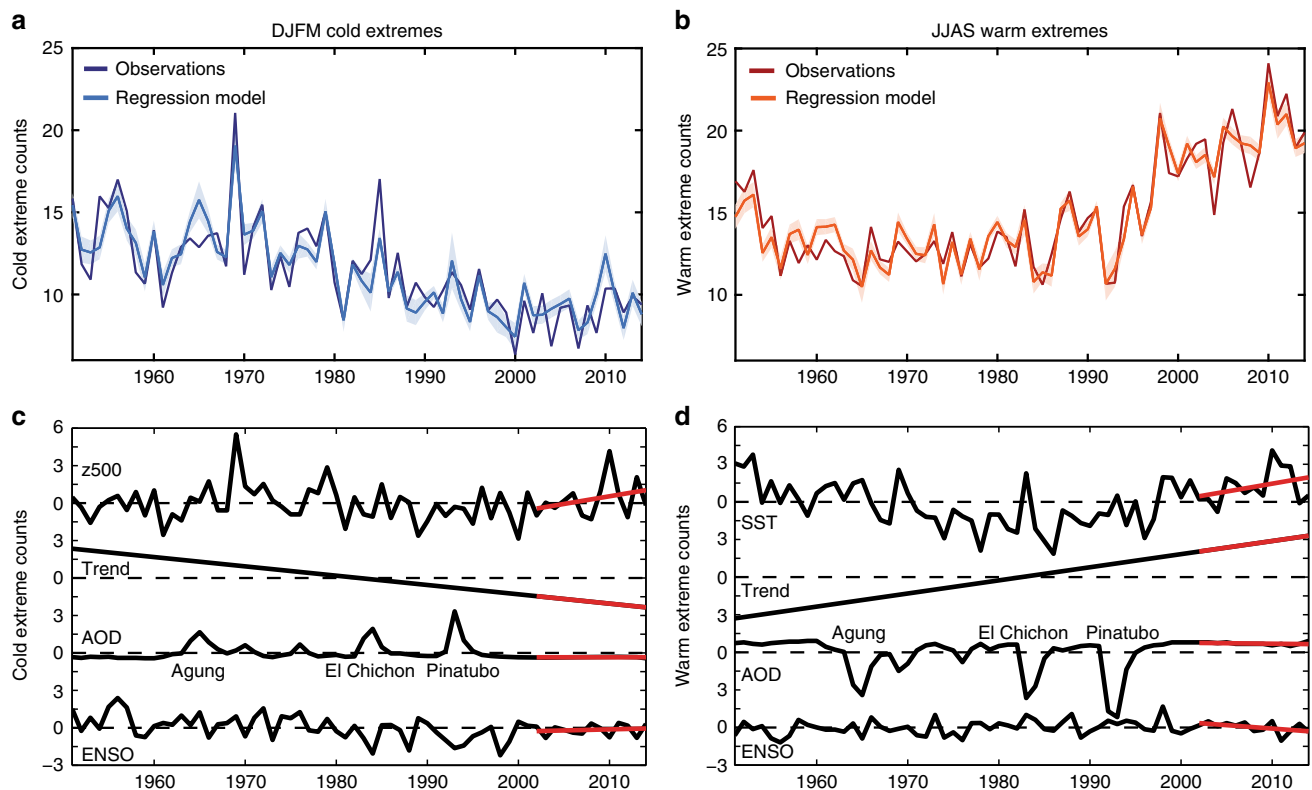 a
DJFM cold extremes
25
20
15
10
Cold extreme counts
Observations
Regression model
1960 1970 1980 1990 2000 2010
b
JJAS warm extremes
25
20
15
10
Warm extreme counts
Observations
Regression model
1960 1970 1980 1990 2000 2010
c
6
3
z500
0
3
Trend
0
3
AOD
0
Agung El Chichon Pinatubo
3
0
ENSO
−3
Cold extreme counts
1960 1970 1980 1990 2000 2010
d
6
3
0
SST
3
0
Trend
3
Agung El Chichon Pinatubo
0
AOD
3
0
ENSO
−3
Warm extreme counts
1960 1970 1980 1990 2000 2010